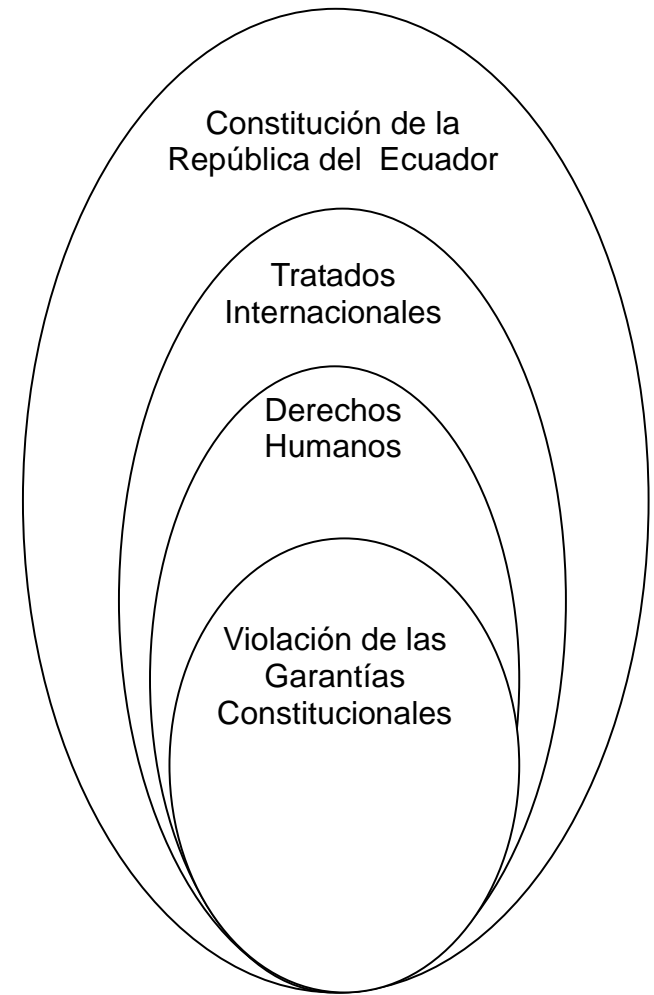 Constitución de la
República del  Ecuador
Tratados
Internacionales
Derechos
Humanos
Violación de las
Garantías
Constitucionales